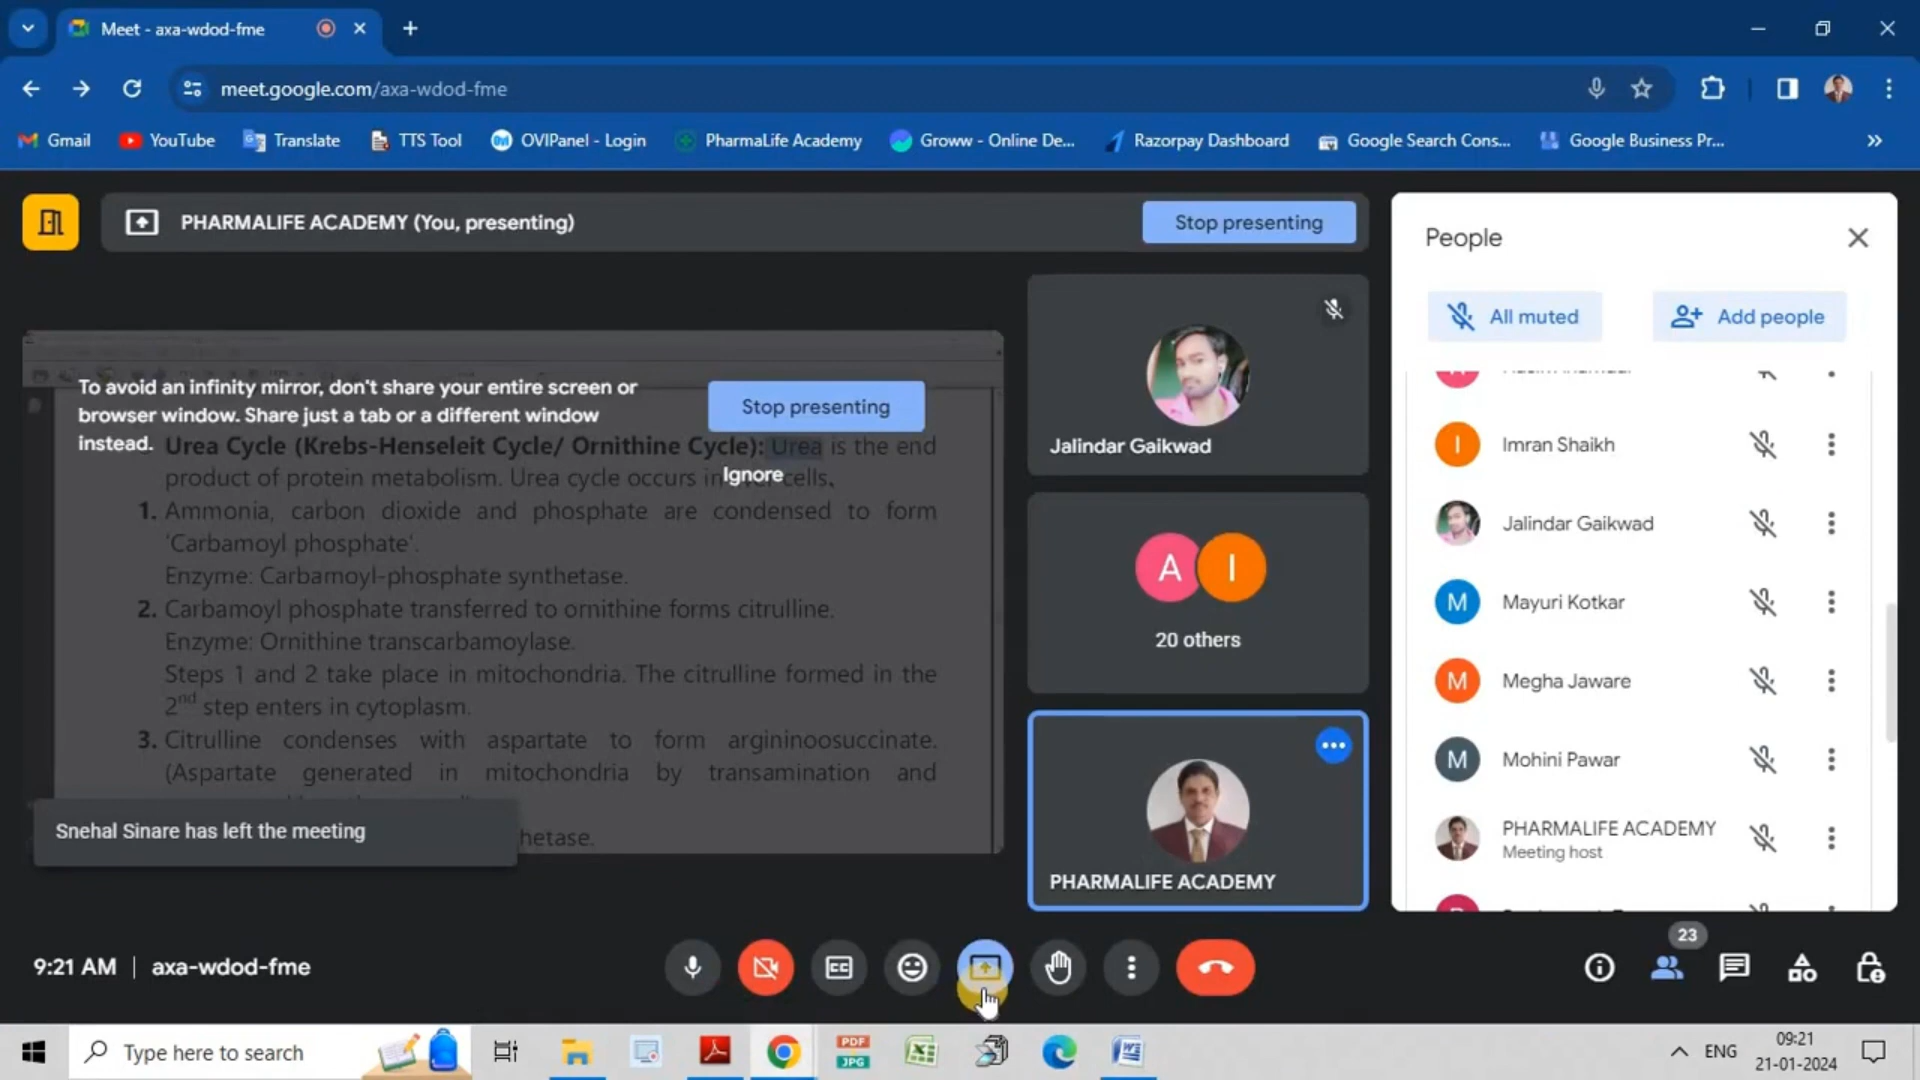 Meet - axa-wdod-fme
meet.google.com/axa-wdod-fme
Gmail
YouTube
Translate
TTS Tool
OVIPanel - Login
PharmaLife Academy
Groww - Online De...
Razorpay Dashboard
Google Search Cons...
Google Business Pr...
PHARMALIFE ACADEMY (You, presenting)
Stop presenting
To avoid an infinity mirror, don't share your entire screen or
browser window. Share just a tab or a different window
instead.
Stop presenting
Ignore
Urea Cycle (Krebs-Henseleit Cycle/ Ornithine Cycle): Urea is the end
product of protein metabolism. Urea cycle occurs in cells.
1. Ammonia, carbon dioxide and phosphate are condensed to form
'Carbamoyl phosphate'.
Enzyme: Carbamoyl-phosphate synthetase.
2. Carbamoyl phosphate transferred to ornithine forms citrulline.
Enzyme: Ornithine transcarbamoylase.
Steps 1 and 2 take place in mitochondria. The citrulline formed in the
2nd step enters in cytoplasm.
3. Citrulline condenses with aspartate to form argininoosuccinate.
(Aspartate generated in mitochondria by transamination and
hetase.
Snehal Sinare has left the meeting
Jalindar Gaikwad
A
I
20 others
PHARMALIFE ACADEMY
People
All muted
Add people
I
Imran Shaikh
Jalindar Gaikwad
M
Mayuri Kotkar
M
Megha Jaware
M
Mohini Pawar
PHARMALIFE ACADEMY
Meeting host
9:21 AM | axa-wdod-fme
CC
23
Type here to search
PDF
JPG
ENG
09:21
21-01-2024